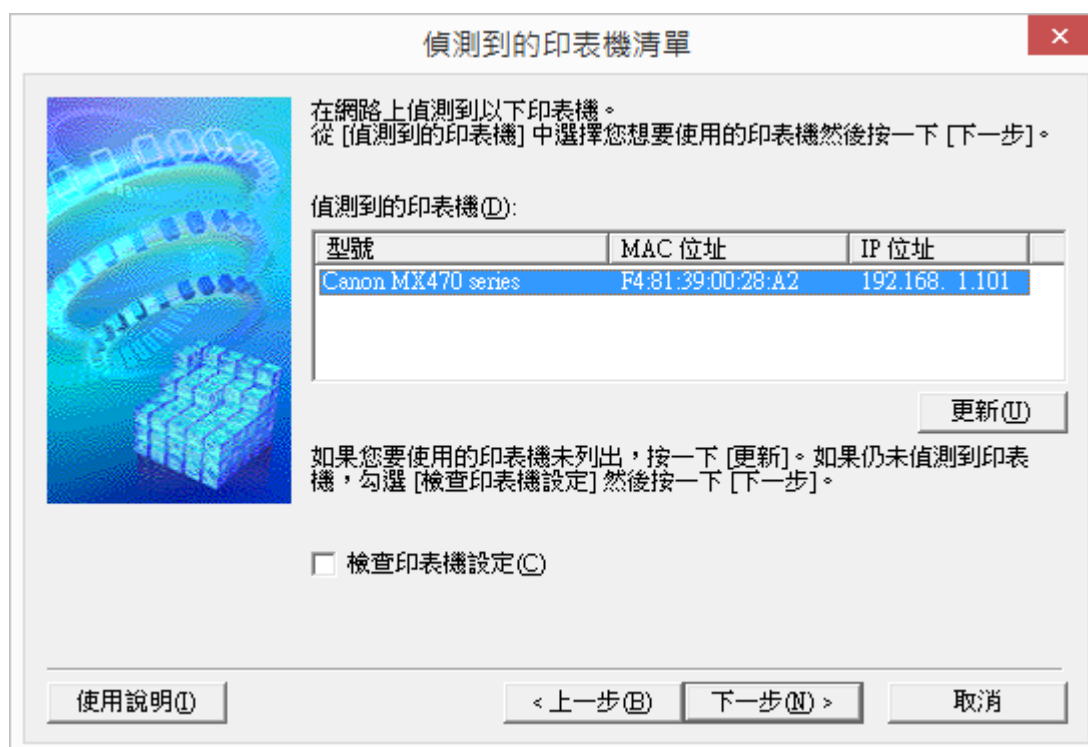 偵測到的印表機清單
在網路上偵測到以下印表機。
從 [偵測到的印表機] 中選擇您想要使用的印表機然後按一下 [下一步]。
偵測到的印表機(D):
型號 MAC 位址 IP 位址
Canon MX470 series F4:81:39:00:28:A2 192.168. 1.101
更新(U)
如果您要使用的印表機未列出，按一下 [更新]。如果仍未偵測到印表
機，勾選 [檢查印表機設定] 然後按一下 [下一步]。
檢查印表機設定(C)
使用說明(I) < 上一步(B) 下一步(N) > 取消